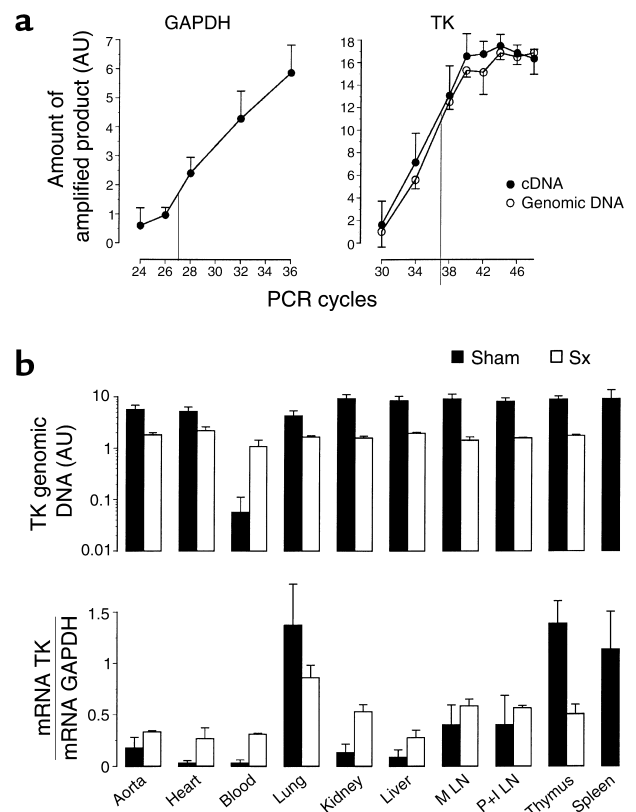 a
GAPDH
TK
Amount of
amplified product (AU)
7
6
5
4
3
2
1
0
24 26 28 30 32 34 36
18
16
14
12
10
8
6
4
2
0
30 34 38 42 46
cDNA
Genomic DNA
PCR cycles
b
Sham Sx
TK genomic
DNA (AU)
10
1
0.1
0.01
mRNA TK
mRNA GAPDH
1.5
1
0.5
0
Aorta Heart Blood Lung Kidney Liver M LN P+I LN Thymus Spleen